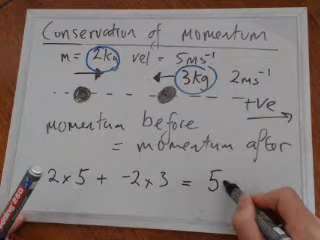 Conservation of momentum
m = 2kg vel = 5ms⁻¹
3kg 2ms⁻¹
+ve
momentum before
= momentum after
2 x 5 + -2 x 3 = 5